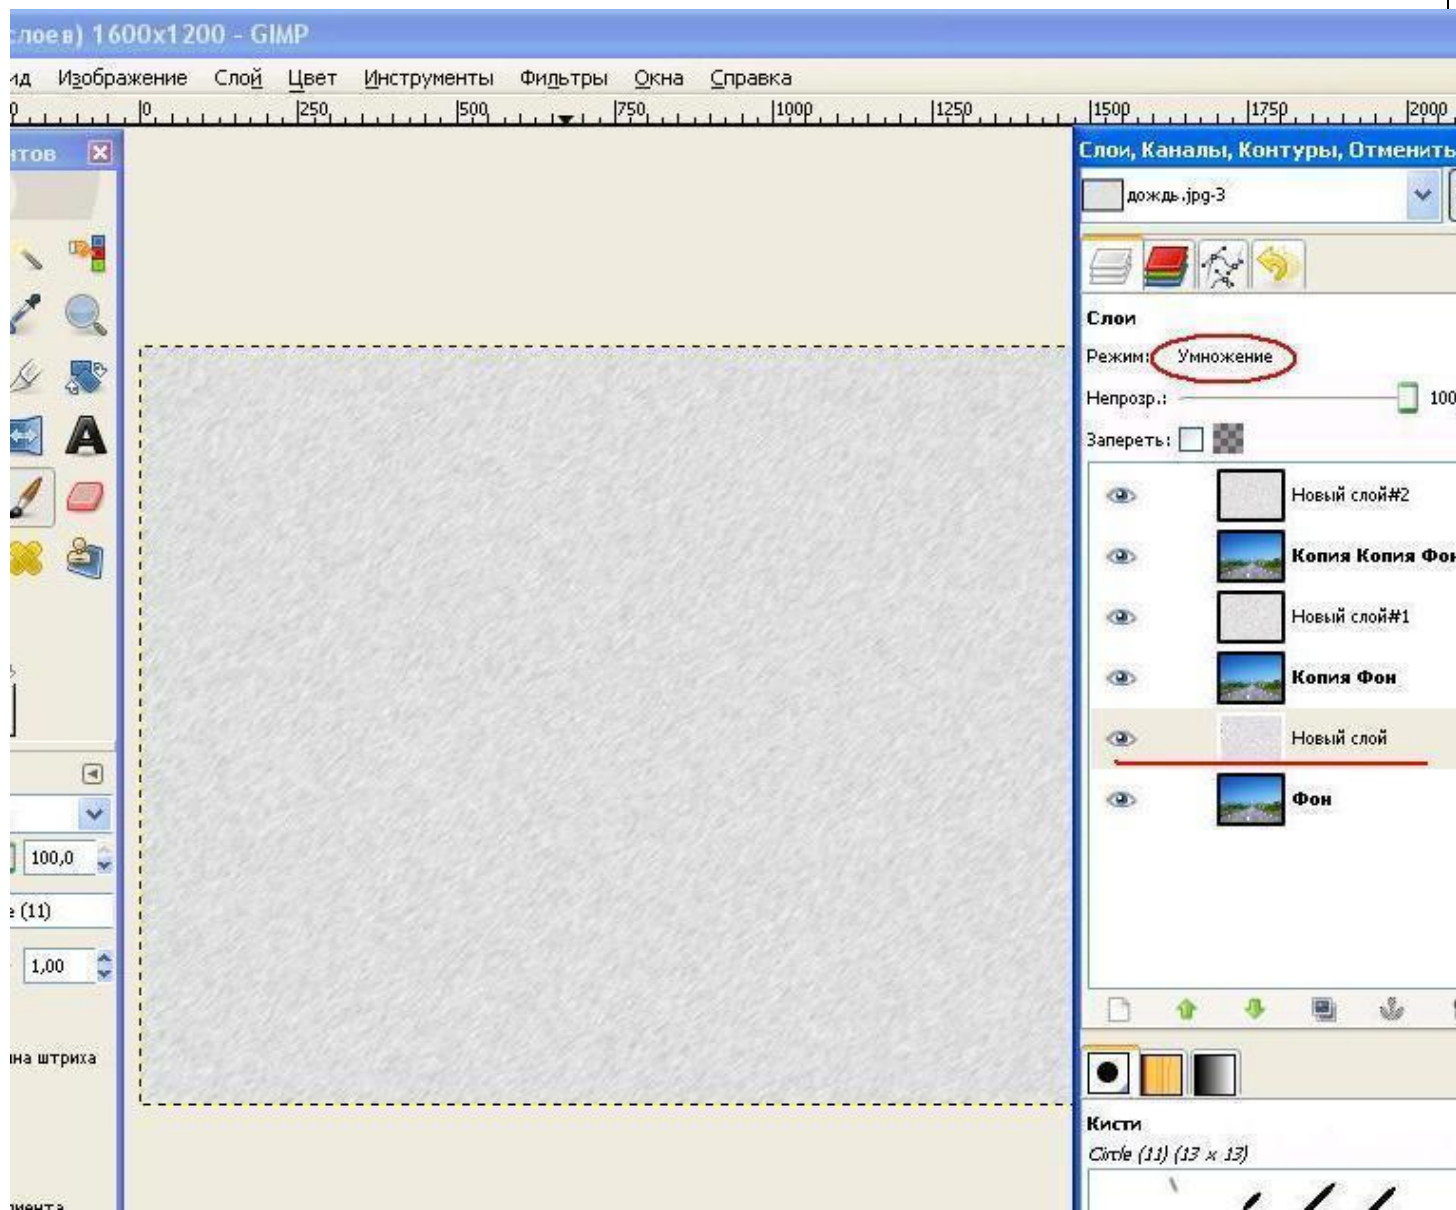 слоев) 1600x1200 - GIMP
Изображение Слой Цвет Инструменты Фильтры Окна Справка
0 250 500 750 1000 1250 1500 1750 2000
Слои, Каналы, Контуры, Отменить
дождь.jpg-3
Слои
Режим: Умножение
Непрозр.: 100
Запереть:
Новый слой#2
Копия Копия Фон
Новый слой#1
Копия Фон
Новый слой
Фон
100,0
(11)
1,00
штриха
Кисти
Circle (11) (13 x 13)